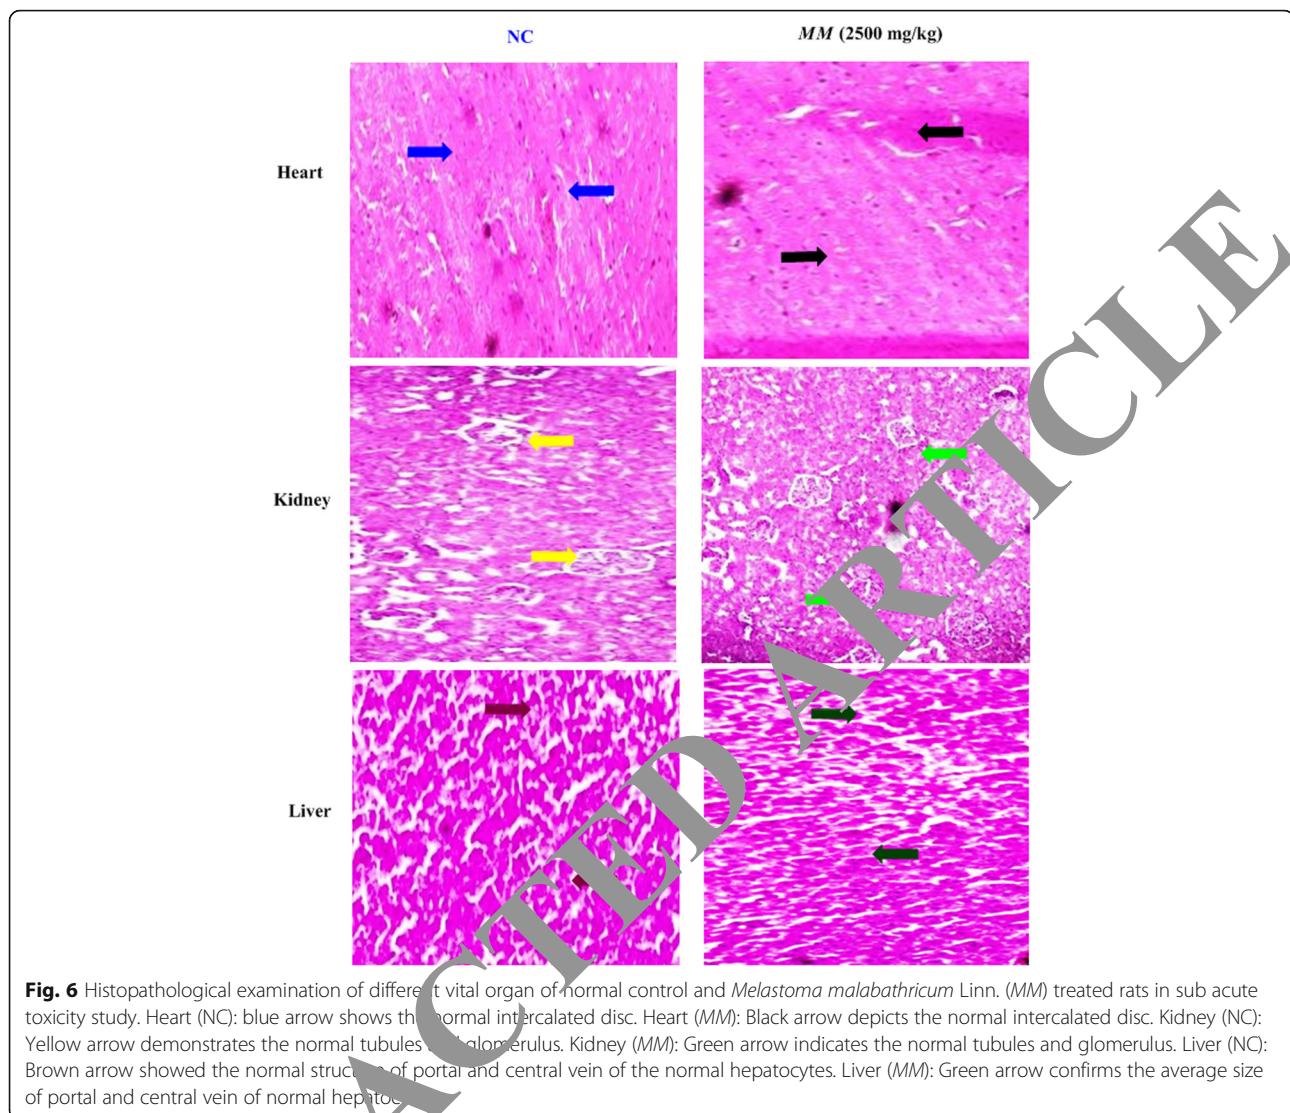 NC
MM (2500 mg/kg)
Heart
Kidney
Liver
Fig. 6 Histopathological examination of different vital organ of normal control and Melastoma malabathricum Linn. (MM) treated rats in sub acute
toxicity study. Heart (NC): blue arrow shows the normal intercalated disc. Heart (MM): Black arrow depicts the normal intercalated disc. Kidney (NC):
Yellow arrow demonstrates the normal tubules and glomerulus. Kidney (MM): Green arrow indicates the normal tubules and glomerulus. Liver (NC):
Brown arrow showed the normal structure of portal and central vein of the normal hepatocytes. Liver (MM): Green arrow confirms the average size
of portal and central vein of normal
ACTED ARTICLE